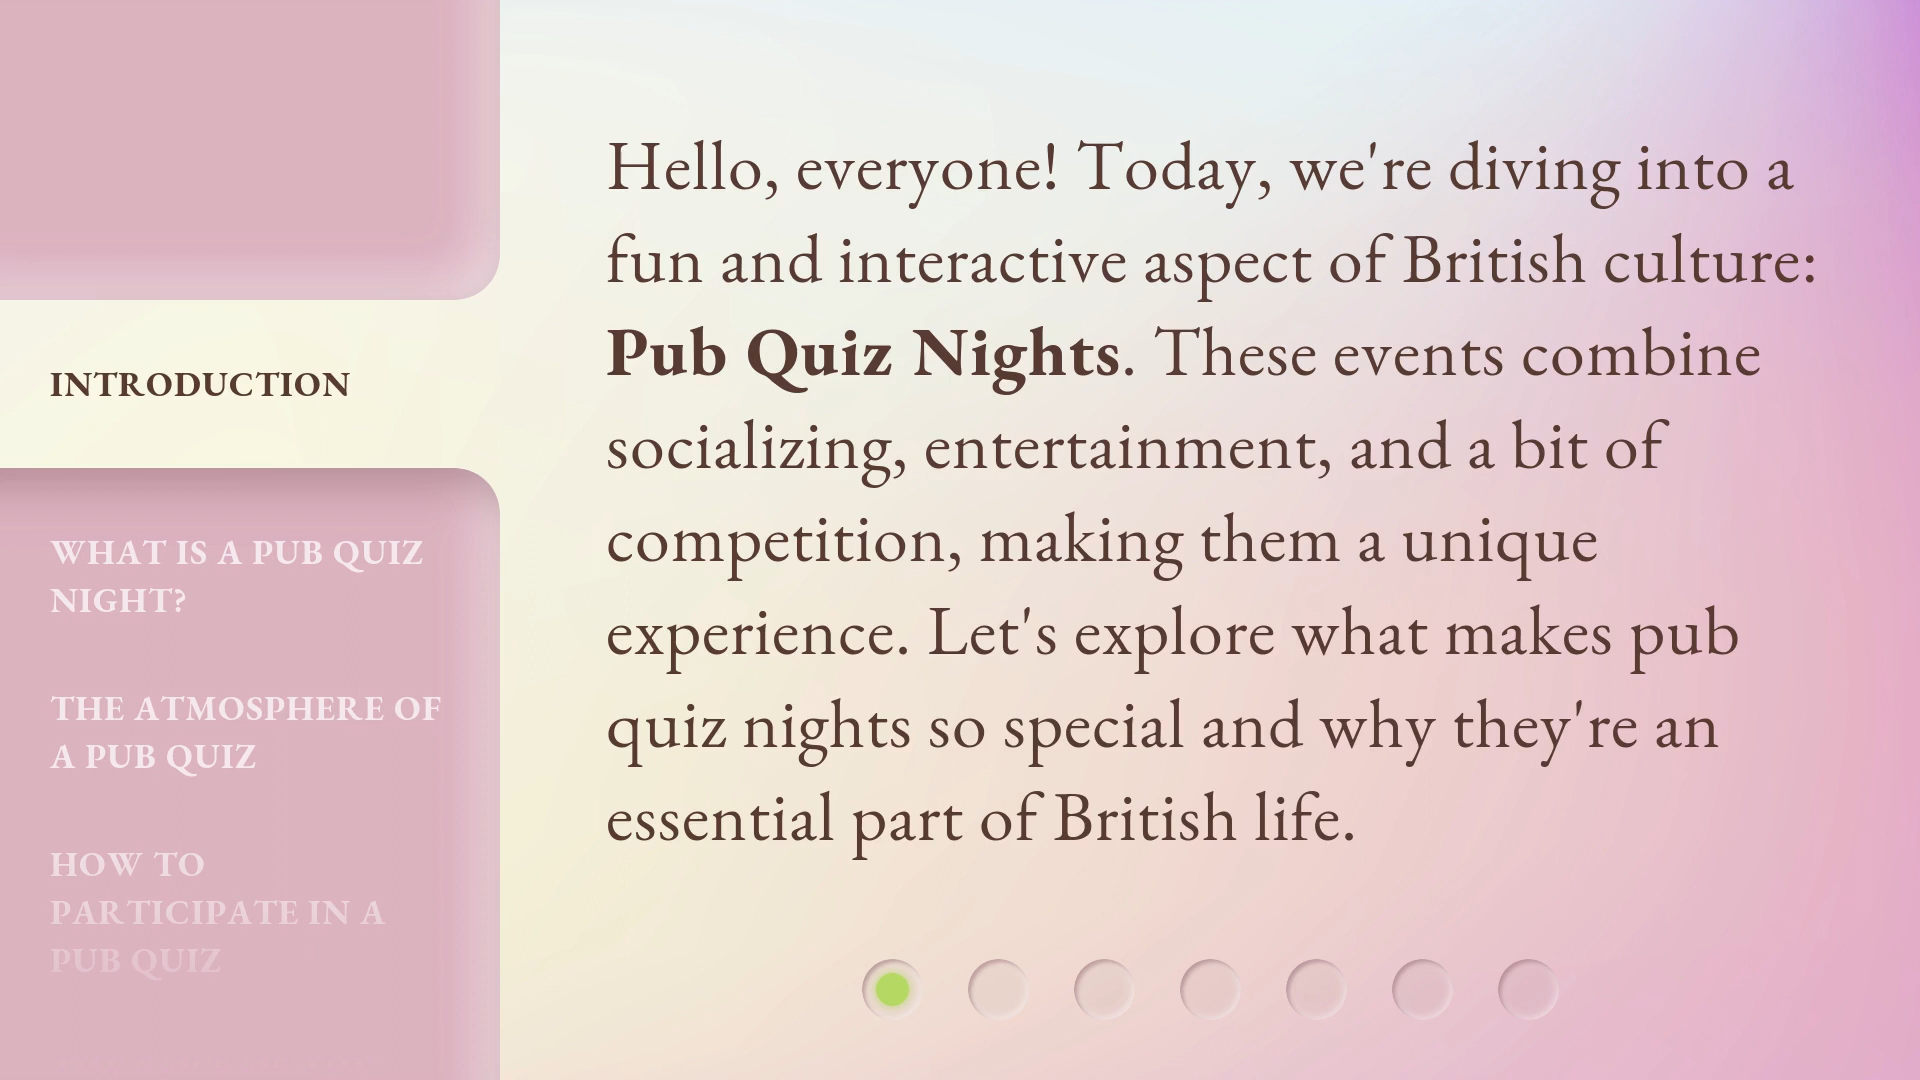 INTRODUCTION
WHAT IS A PUB QUIZ
NIGHT?
THE ATMOSPHERE OF
A PUB QUIZ
HOW TO
PARTICIPATE IN A
PUB QUIZ
Hello, everyone! Today, we're diving into a
fun and interactive aspect of British culture:
Pub Quiz Nights. These events combine
socializing, entertainment, and a bit of
competition, making them a unique
experience. Let's explore what makes pub
quiz nights so special and why they're an
essential part of British life.